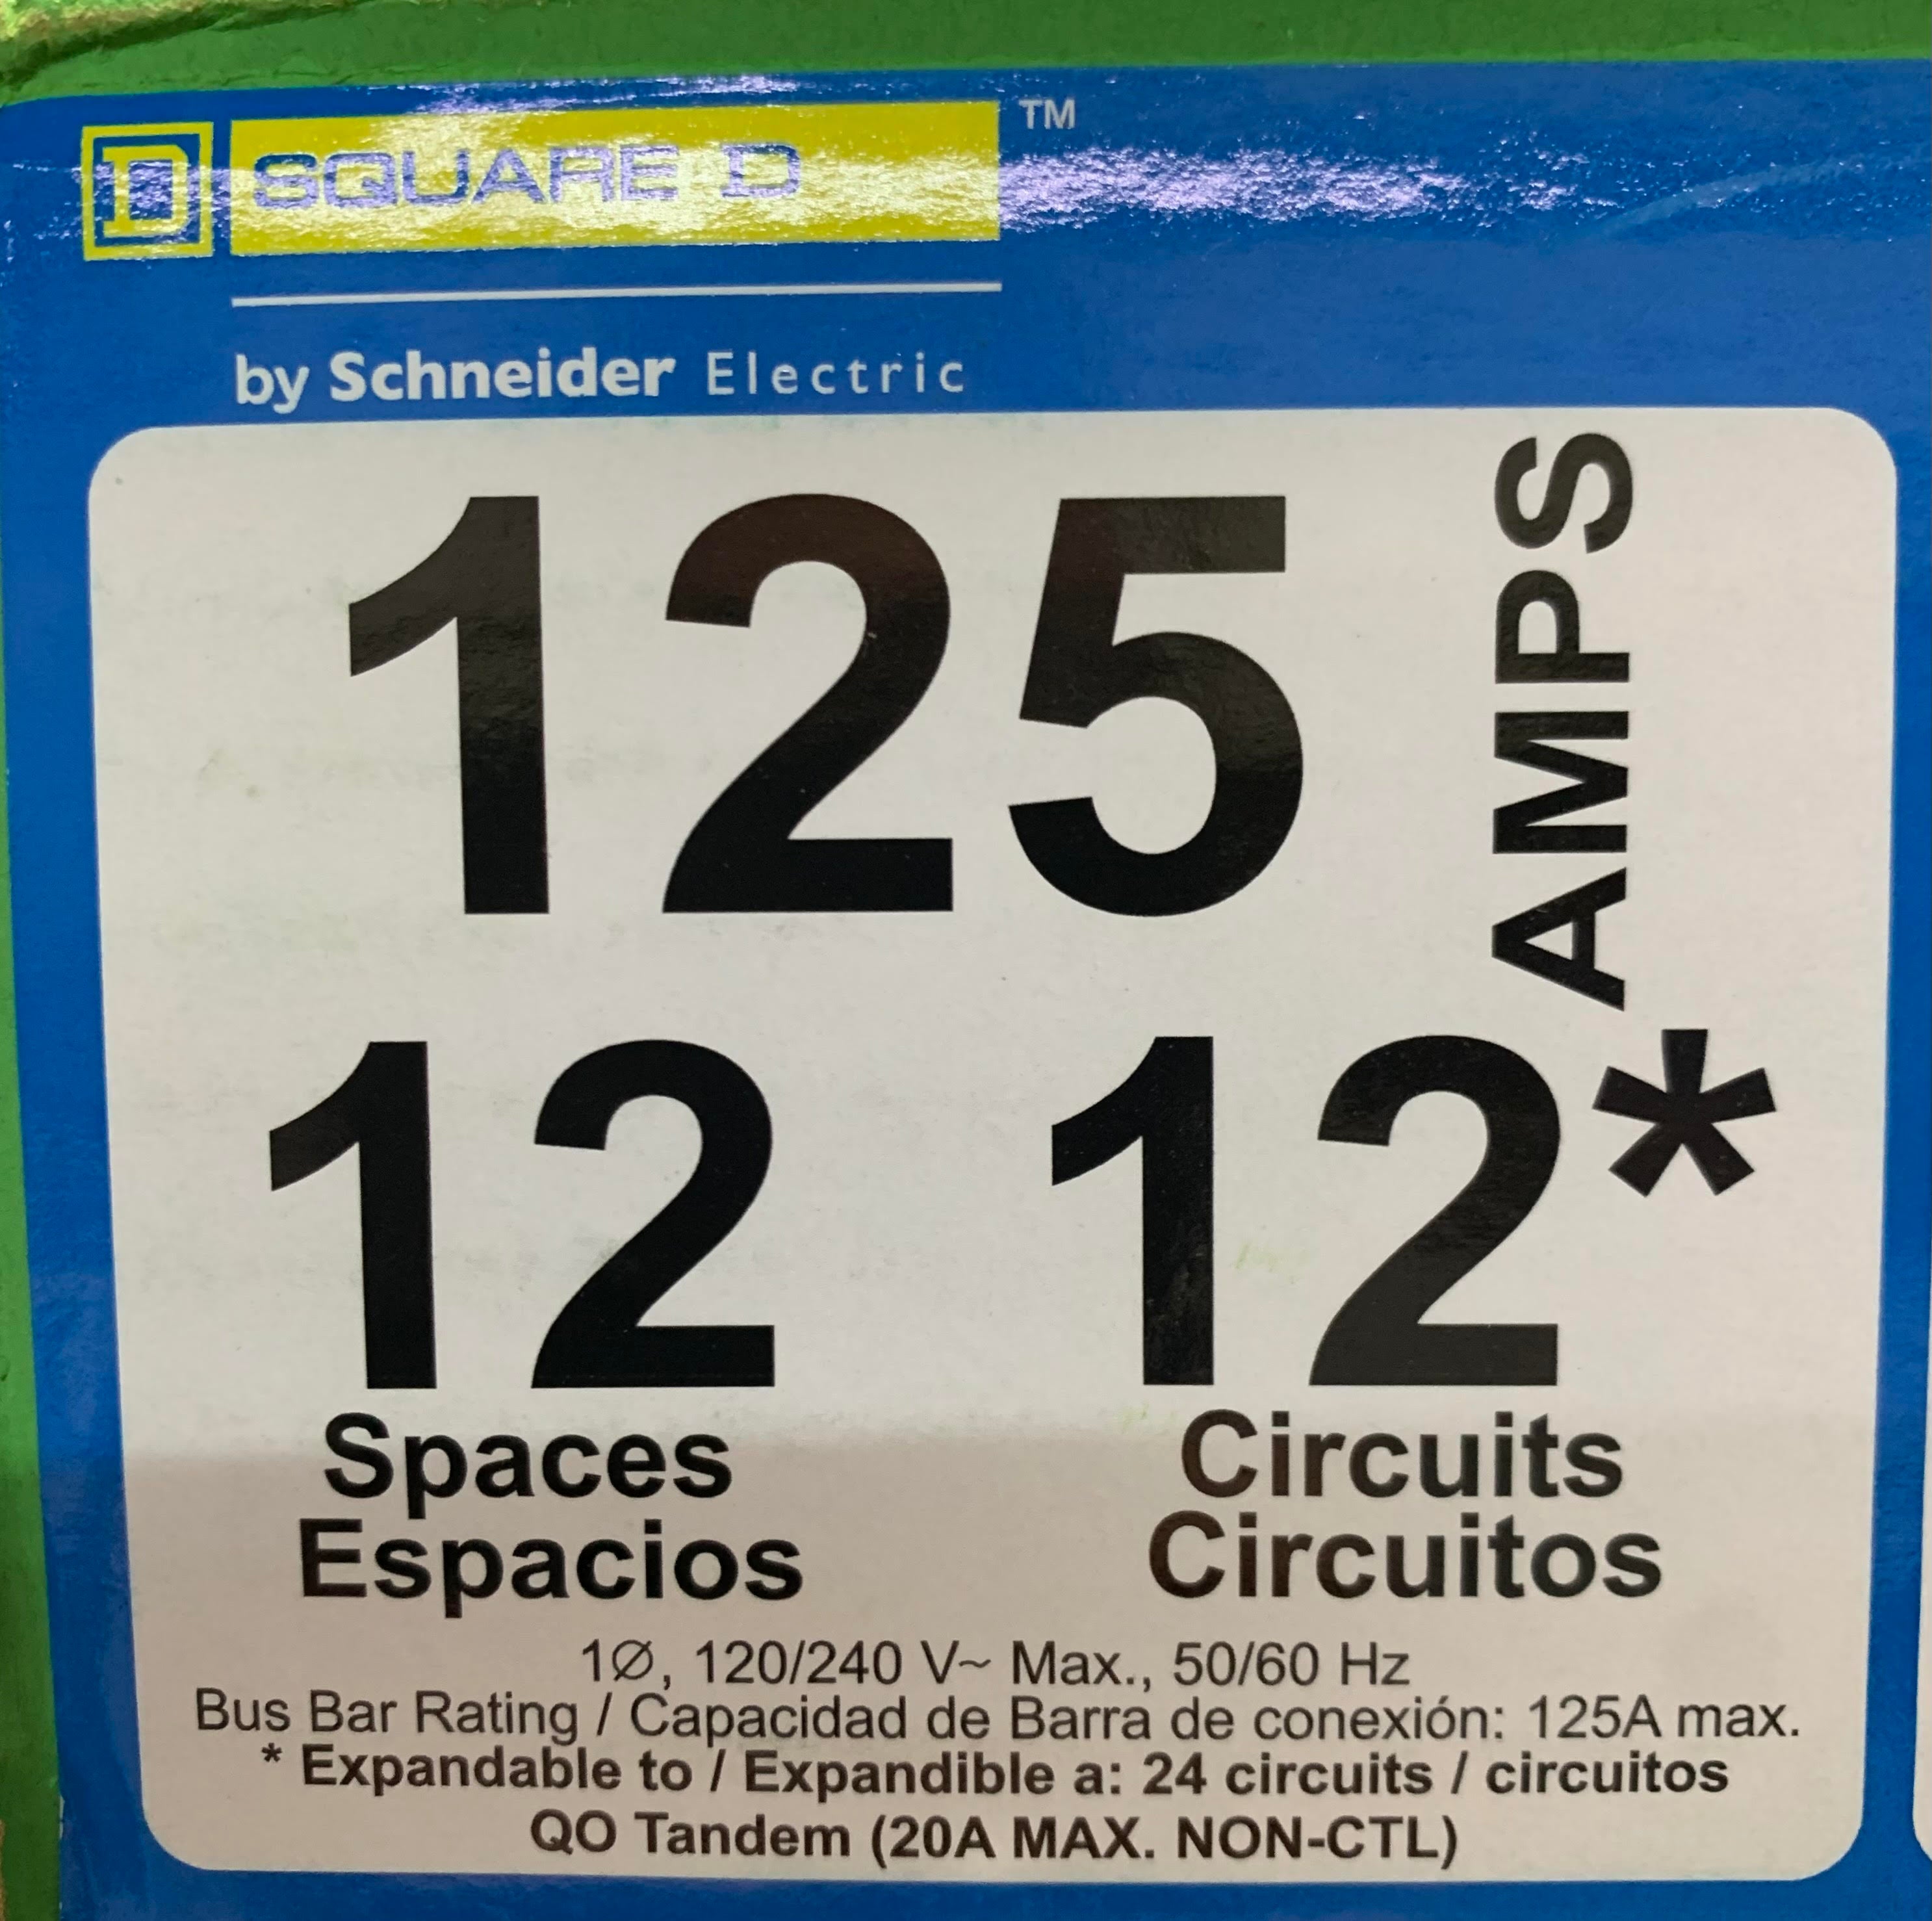 D SQUARE D ™
by Schneider Electric
125 AMPS
12 12*
Spaces Circuits
Espacios Circuitos
1Ø, 120/240 V~ Max., 50/60 Hz
Bus Bar Rating / Capacidad de Barra de conexión: 125A max.
* Expandable to / Expandible a: 24 circuits / circuitos
QO Tandem (20A MAX. NON-CTL)